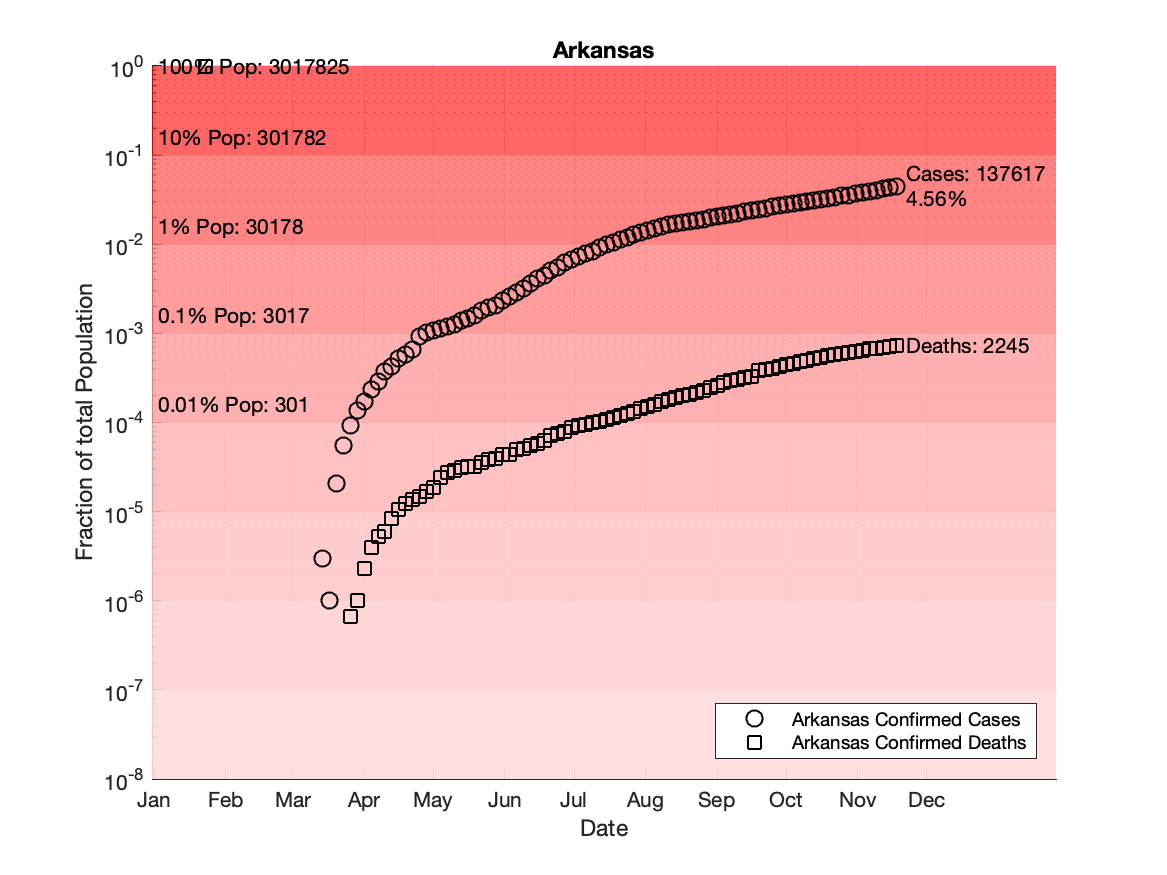 Arkansas
10^0
100% Pop: 3017825
10% Pop: 301782
10^-1
Cases: 137617
4.56%
1% Pop: 30178
10^-2
0.1% Pop: 3017
10^-3
Deaths: 2245
0.01% Pop: 301
10^-4
10^-5
10^-6
10^-7
10^-8
Fraction of total Population
Arkansas Confirmed Cases
Arkansas Confirmed Deaths
Jan Feb Mar Apr May Jun Jul Aug Sep Oct Nov Dec
Date